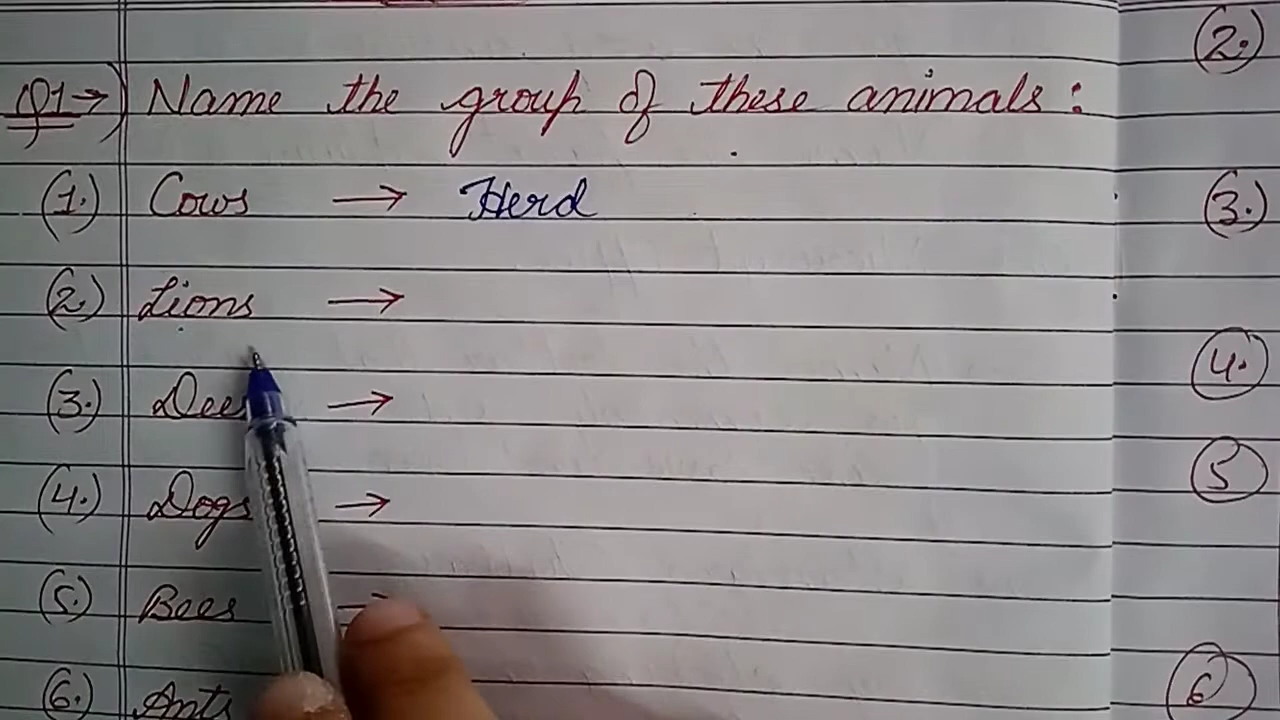 Q1→) Name the group of these animals:
(1.) Cows → Herd
(2.) Lions →
(3.) →
(4.) Dogs →
(5.) Bees →
(6.) Ants
(2.)
(3.)
(4.)
(5
(6)